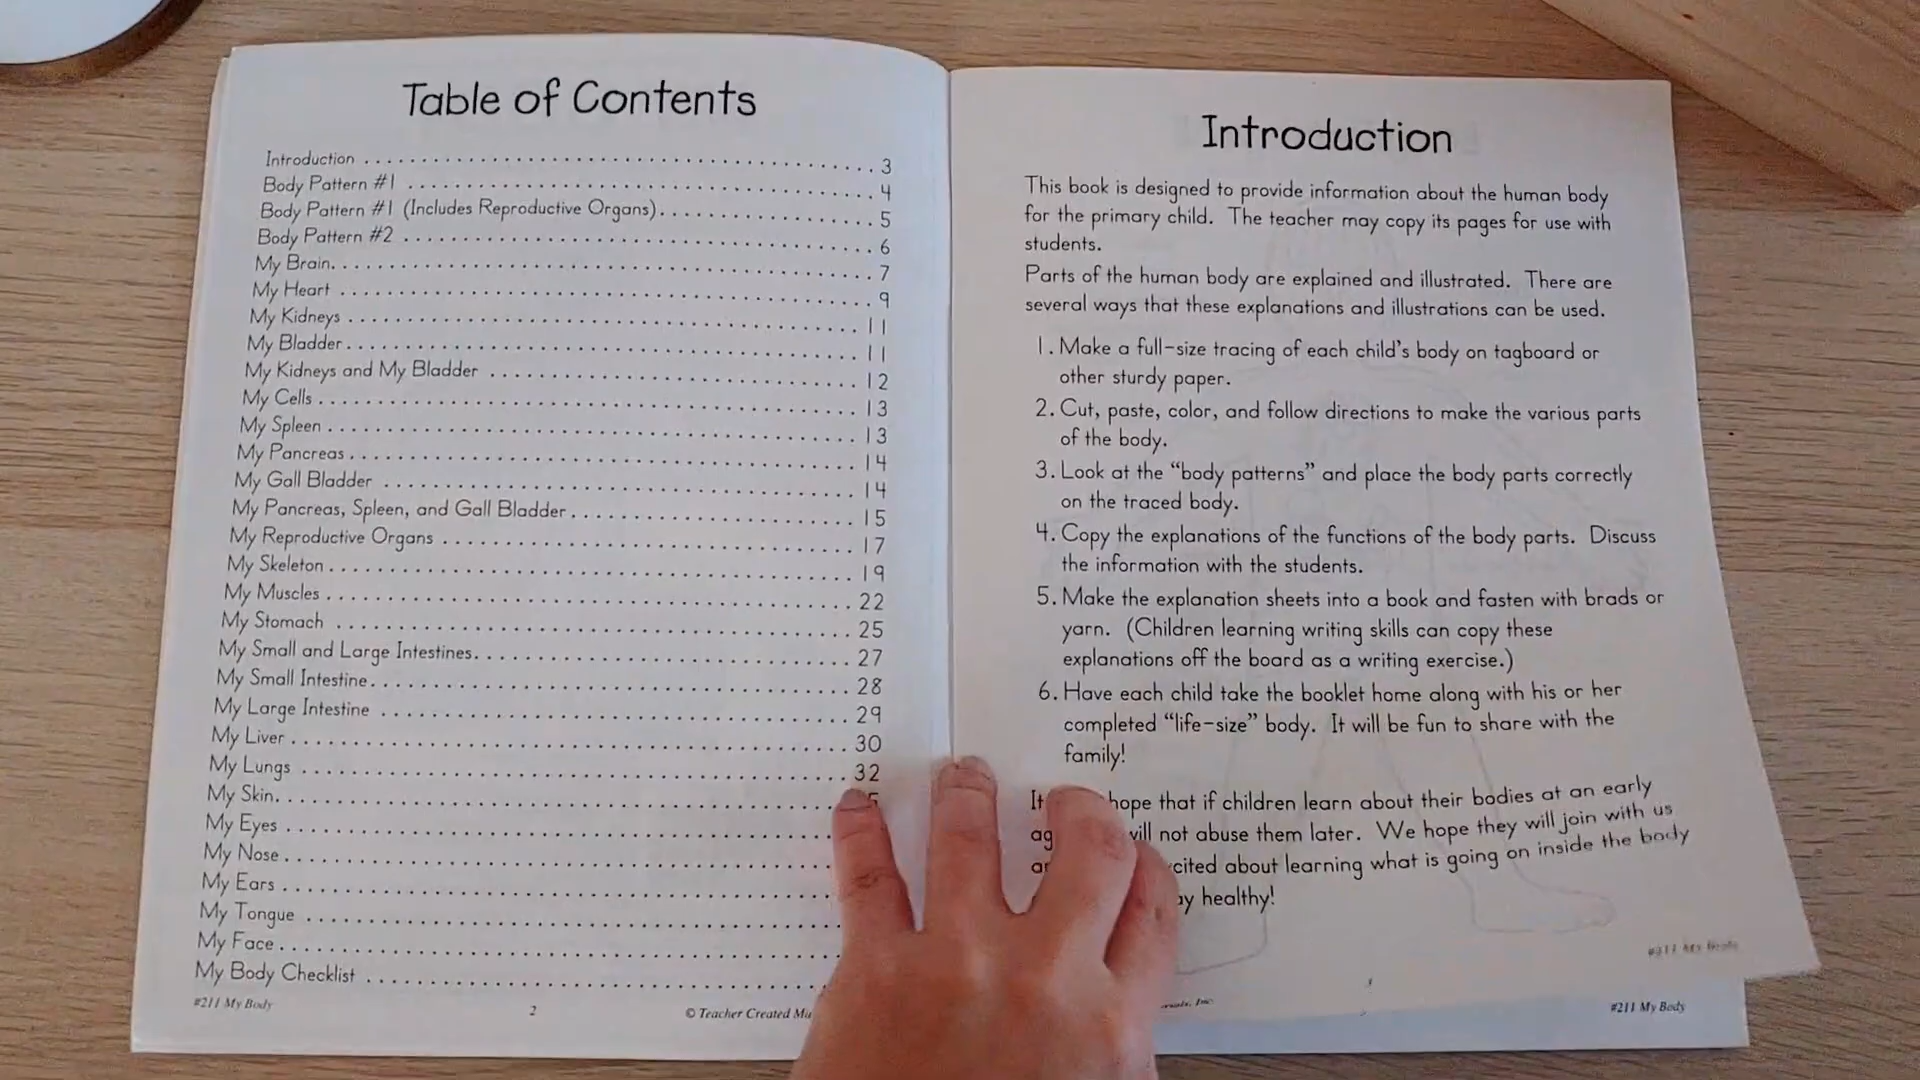 Table of Contents
Introduction . . . . . . . . . . 3
Body Pattern #1 . . . . . . . . . . 4
Body Pattern #1 (Includes Reproductive Organs) . . . . . . . . . . 5
Body Pattern #2 . . . . . . . . . . 6
My Brain . . . . . . . . . . 7
My Heart . . . . . . . . . . 9
My Kidneys . . . . . . . . . . 11
My Bladder . . . . . . . . . . 11
My Kidneys and My Bladder . . . . . . . . . . 12
My Cells . . . . . . . . . . 13
My Spleen . . . . . . . . . . 13
My Pancreas . . . . . . . . . . 14
My Gall Bladder . . . . . . . . . . 14
My Pancreas, Spleen, and Gall Bladder . . . . . . . . . . 15
My Reproductive Organs . . . . . . . . . . 17
My Skeleton . . . . . . . . . . 19
My Muscles . . . . . . . . . . 22
My Stomach . . . . . . . . . . 25
My Small and Large Intestines . . . . . . . . . . 27
My Small Intestine . . . . . . . . . . 28
My Large Intestine . . . . . . . . . . 29
My Liver . . . . . . . . . . 30
My Lungs . . . . . . . . . . 32
My Skin . . . . . . . . . .
My Eyes . . . . . . . . . .
My Nose . . . . . . . . . .
My Ears . . . . . . . . . .
My Tongue . . . . . . . . . .
My Face . . . . . . . . . .
My Body Checklist . . . . . . . . . .
#211 My Body 2 © Teacher Created
Introduction
This book is designed to provide information about the human body
for the primary child. The teacher may copy its pages for use with
students.
Parts of the human body are explained and illustrated. There are
several ways that these explanations and illustrations can be used.
1. Make a full-size tracing of each child's body on tagboard or
other sturdy paper.
2. Cut, paste, color, and follow directions to make the various parts
of the body.
3. Look at the “body patterns” and place the body parts correctly
on the traced body.
4. Copy the explanations of the functions of the body parts. Discuss
the information with the students.
5. Make the explanation sheets into a book and fasten with brads or
yarn. (Children learning writing skills can copy these
explanations off the board as a writing exercise.)
6. Have each child take the booklet home along with his or her
completed “life-size” body. It will be fun to share with the
family!
It hope that if children learn about their bodies at an early
will not abuse them later. We hope they will join with us
about learning what is going on inside the body
healthy!
#211 My Body
Inc. #211 My Body